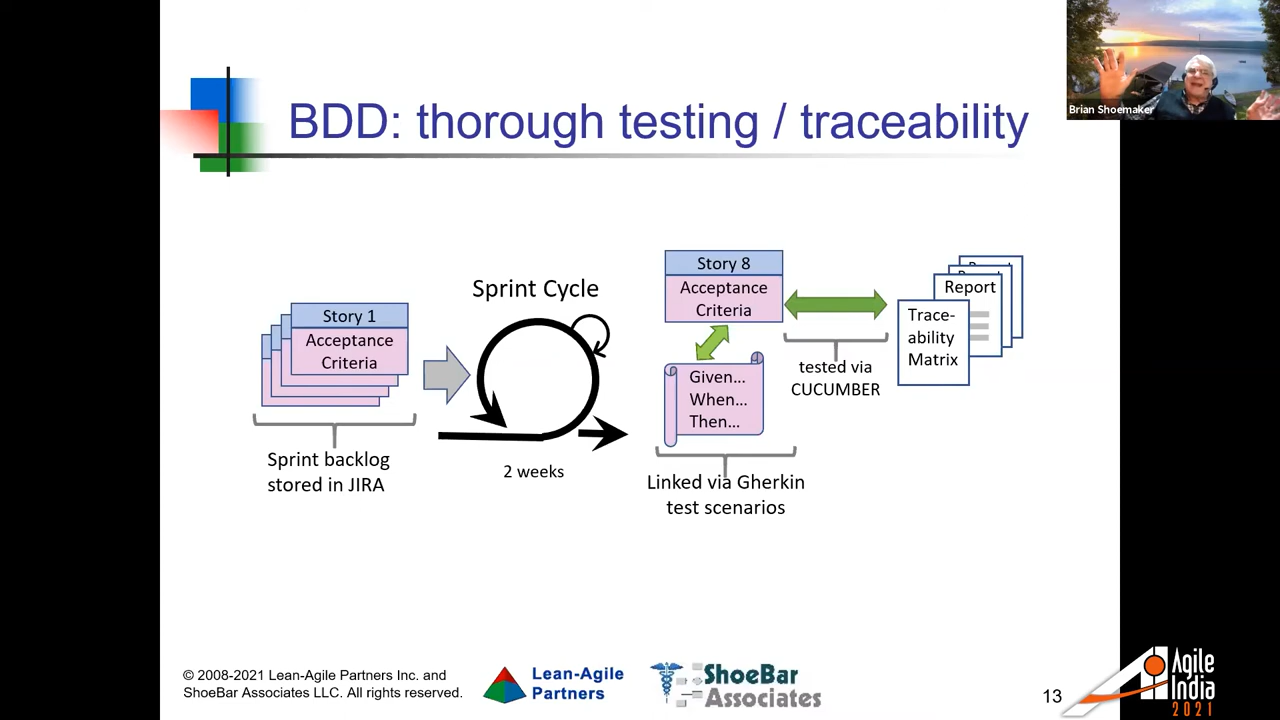 BDD: thorough testing / traceability
Brian Shoemaker
Story 1
Acceptance
Criteria
Sprint backlog
stored in JIRA
Sprint Cycle
2 weeks
Story 8
Acceptance
Criteria
Given...
When...
Then...
Linked via Gherkin
test scenarios
tested via
CUCUMBER
Report
Trace-
ability
Matrix
© 2008-2021 Lean-Agile Partners Inc. and
ShoeBar Associates LLC. All rights reserved.
Lean-Agile
Partners
ShoeBar
Associates
13
Agile
India
2021